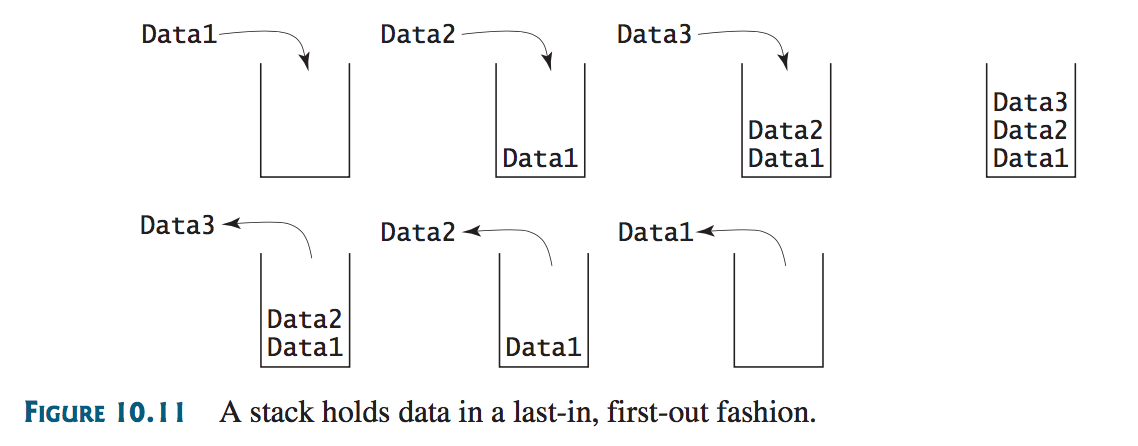 Data1 Data2 Data3
Data3
Data2 Data2
Data1 Data1 Data1
Data3 Data2 Data1
Data2
Data1 Data1
FIGURE 10.11 A stack holds data in a last-in, first-out fashion.